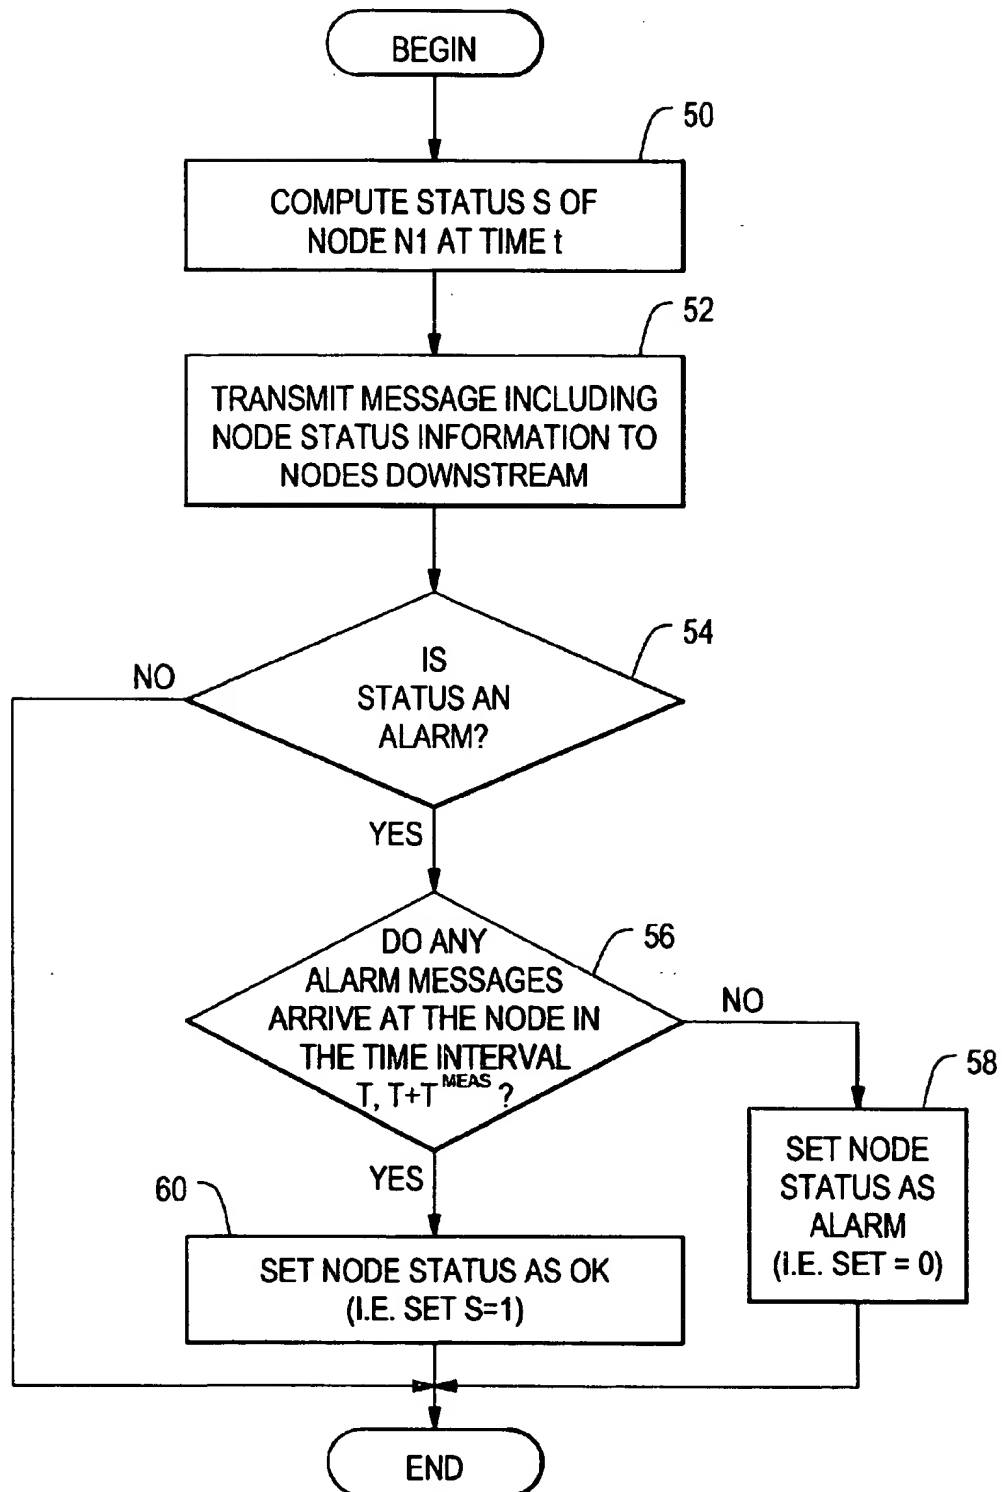 BEGIN
50
COMPUTE STATUS S OF
NODE N1 AT TIME t
52
TRANSMIT MESSAGE INCLUDING
NODE STATUS INFORMATION TO
NODES DOWNSTREAM
54
IS
STATUS AN
ALARM?
NO
YES
56
DO ANY
ALARM MESSAGES
ARRIVE AT THE NODE IN
THE TIME INTERVAL
T, T+T^MEAS ?
NO
58
SET NODE
STATUS AS
ALARM
(I.E. SET = 0)
YES
60
SET NODE STATUS AS OK
(I.E. SET S=1)
END